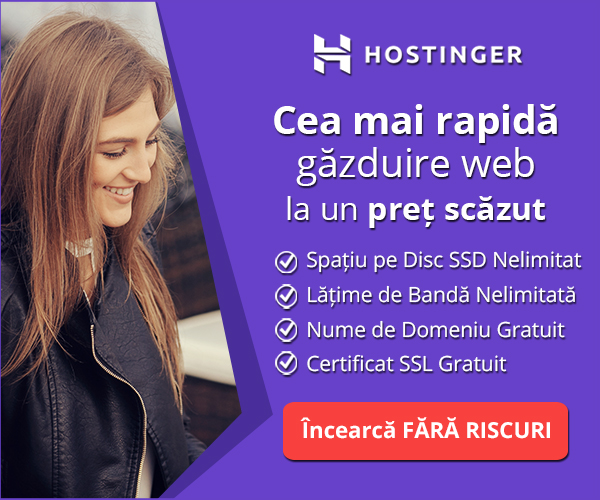 HOSTINGER
Cea mai rapidă
găzduire web
la un preț scăzut
Spațiu pe Disc SSD Nelimitat
Lățime de Bandă Nelimitată
Nume de Domeniu Gratuit
Certificat SSL Gratuit
Încearcă FĂRĂ RISCURI